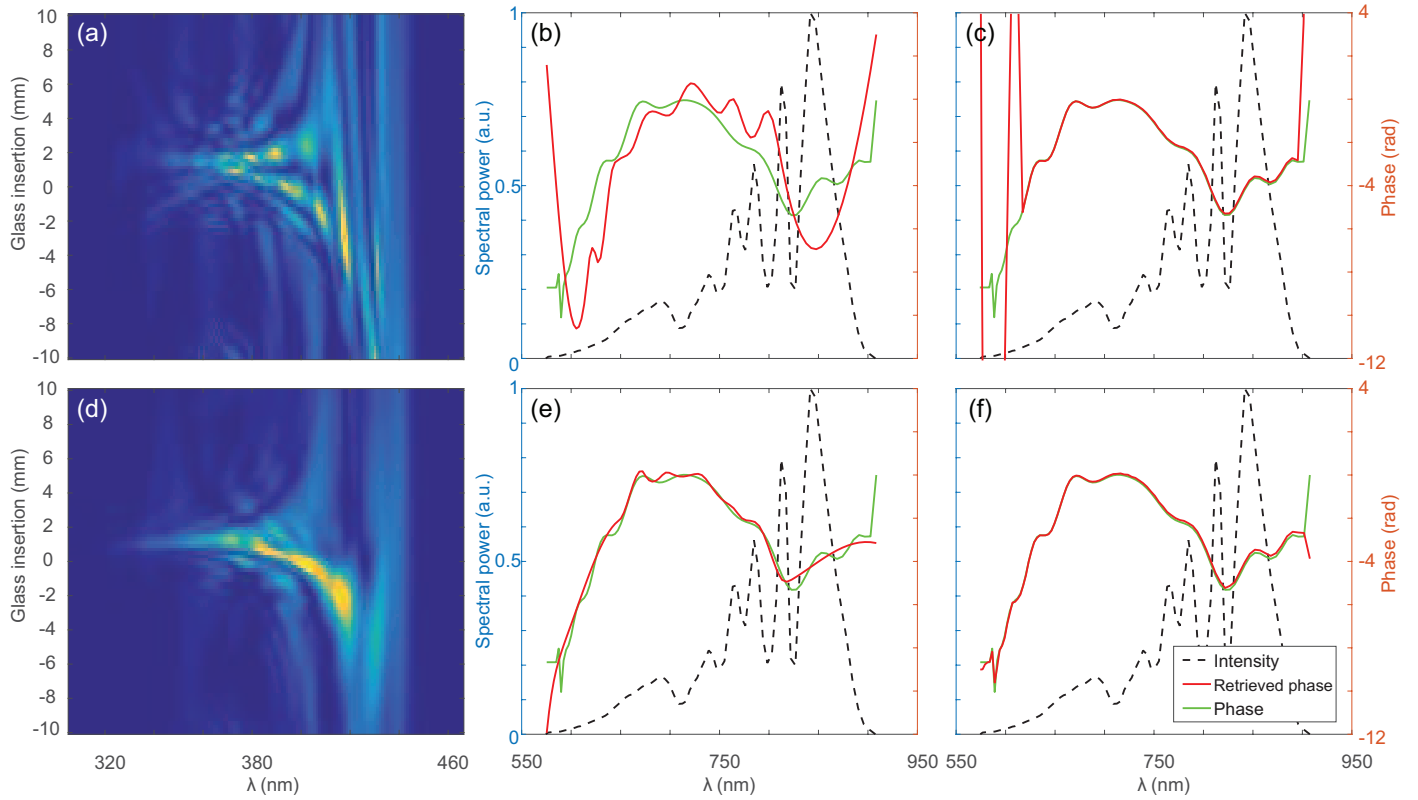 (a)
10
8
6
4
2
0
-2
-4
-6
-8
-10
Glass insertion (mm)
(b)
1
0.5
0
Spectral power (a.u.)
(c)
4
-4
-12
Phase (rad)
(d)
10
8
6
4
2
0
-2
-4
-6
-8
-10
Glass insertion (mm)
320
380
460
λ (nm)
(e)
1
0.5
0
Spectral power (a.u.)
550
750
950
λ (nm)
(f)
4
-4
-12
Phase (rad)
Intensity
Retrieved phase
Phase
550
750
950
λ (nm)